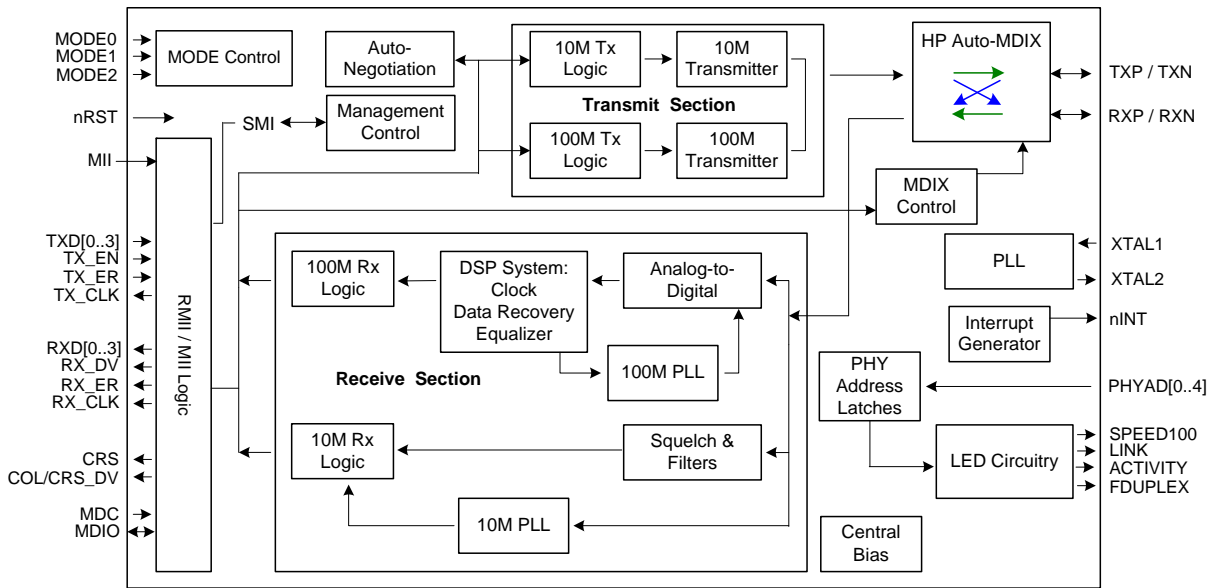 MODE0
MODE1
MODE2
nRST
MII
TXD[0..3]
TX_EN
TX_ER
TX_CLK
RXD[0..3]
RX_DV
RX_ER
RX_CLK
CRS
COL/CRS_DV
MDC
MDIO
MODE Control
RMII / MII Logic
SMI
Auto-
Negotiation
Management
Control
10M Tx
Logic
10M
Transmitter
Transmit Section
100M Tx
Logic
100M
Transmitter
HP Auto-MDIX
MDIX
Control
100M Rx
Logic
DSP System:
Clock
Data Recovery
Equalizer
Analog-to-
Digital
100M PLL
Receive Section
10M Rx
Logic
Squelch &
Filters
10M PLL
PLL
Interrupt
Generator
PHY
Address
Latches
LED Circuitry
Central
Bias
TXP / TXN
RXP / RXN
XTAL1
XTAL2
nINT
PHYAD[0..4]
SPEED100
LINK
ACTIVITY
FDUPLEX